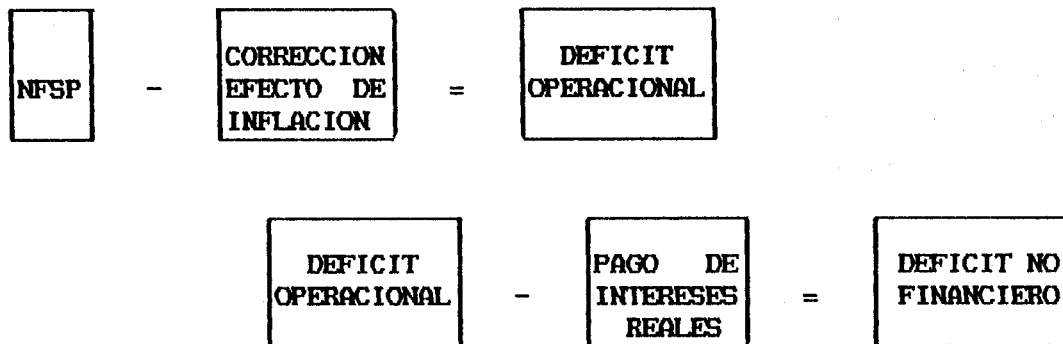 NFSP - CORRECCION EFECTO DE INFLACION = DEFICIT OPERACIONAL
DEFICIT OPERACIONAL - PAGO DE INTERESES REALES = DEFICIT NO FINANCIERO